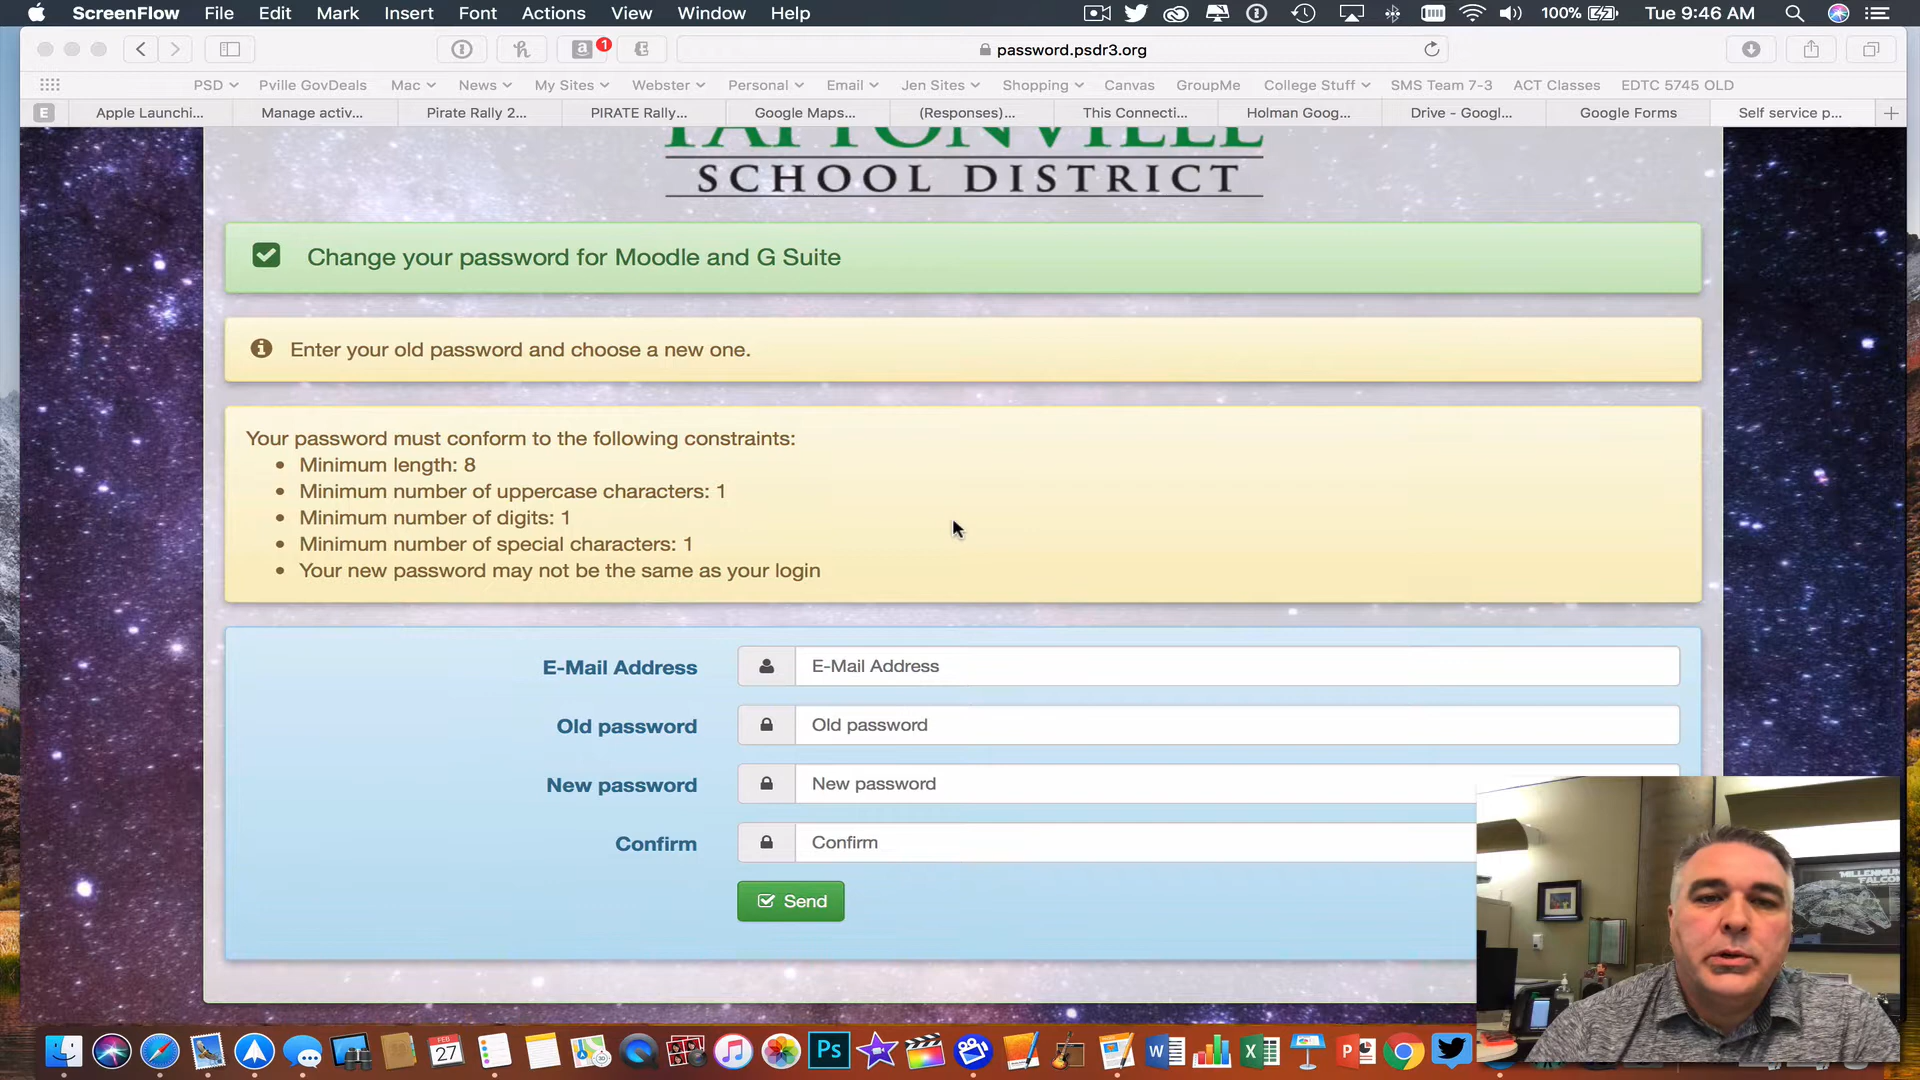 ScreenFlow File Edit Mark Insert Font Actions View Window Help 100% Tue 9:46 AM
1 password.psdr3.org
PSD Pville GovDeals Mac News My Sites Webster Personal Email Jen Sites Shopping Canvas GroupMe College Stuff SMS Team 7-3 ACT Classes EDTC 5745 OLD
E Apple Launchi... Manage activ... Pirate Rally 2... PIRATE Rally... Google Maps... (Responses)... This Connecti... Holman Goog... Drive - Googl... Google Forms Self service p...
PATTONVILLE
SCHOOL DISTRICT
Change your password for Moodle and G Suite
Enter your old password and choose a new one.
Your password must conform to the following constraints:
• Minimum length: 8
• Minimum number of uppercase characters: 1
• Minimum number of digits: 1
• Minimum number of special characters: 1
• Your new password may not be the same as your login
E-Mail Address E-Mail Address
Old password Old password
New password New password
Confirm Confirm
Send
MILLENNIUM
FALCON
FEB
27
Ps